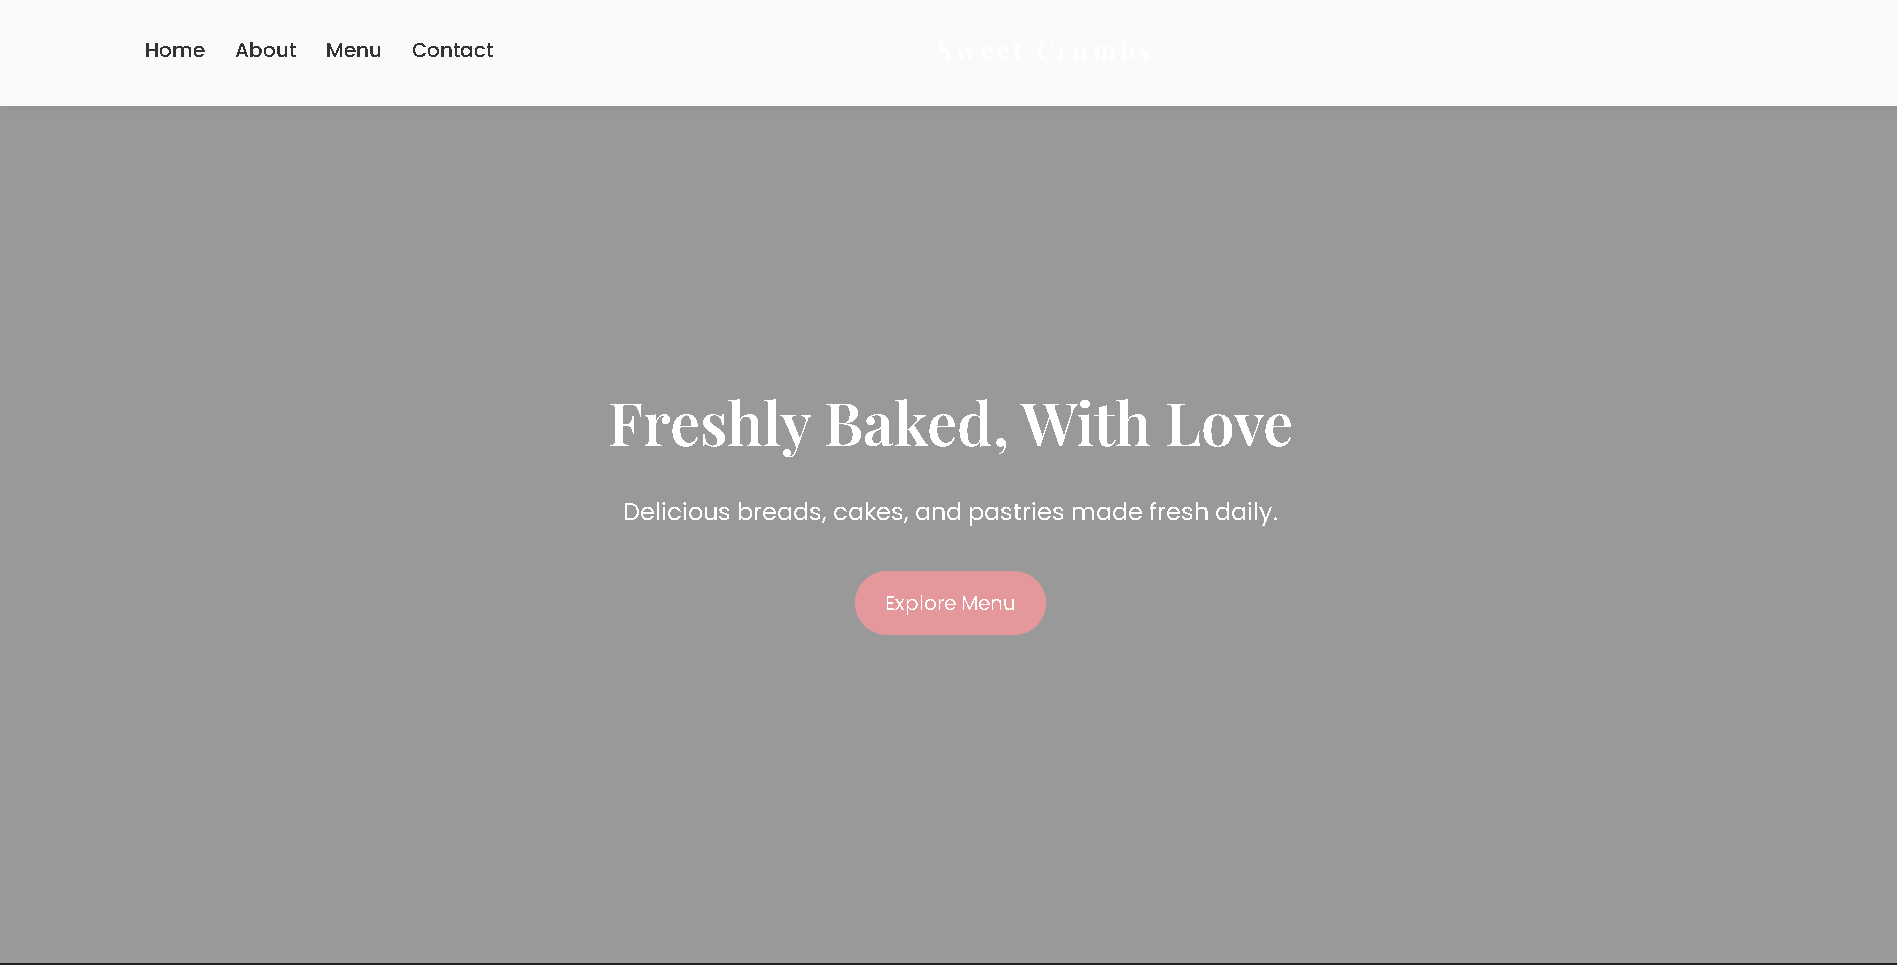 Home About Menu Contact Sweet Crumbs
Freshly Baked, With Love
Delicious breads, cakes, and pastries made fresh daily.
Explore Menu